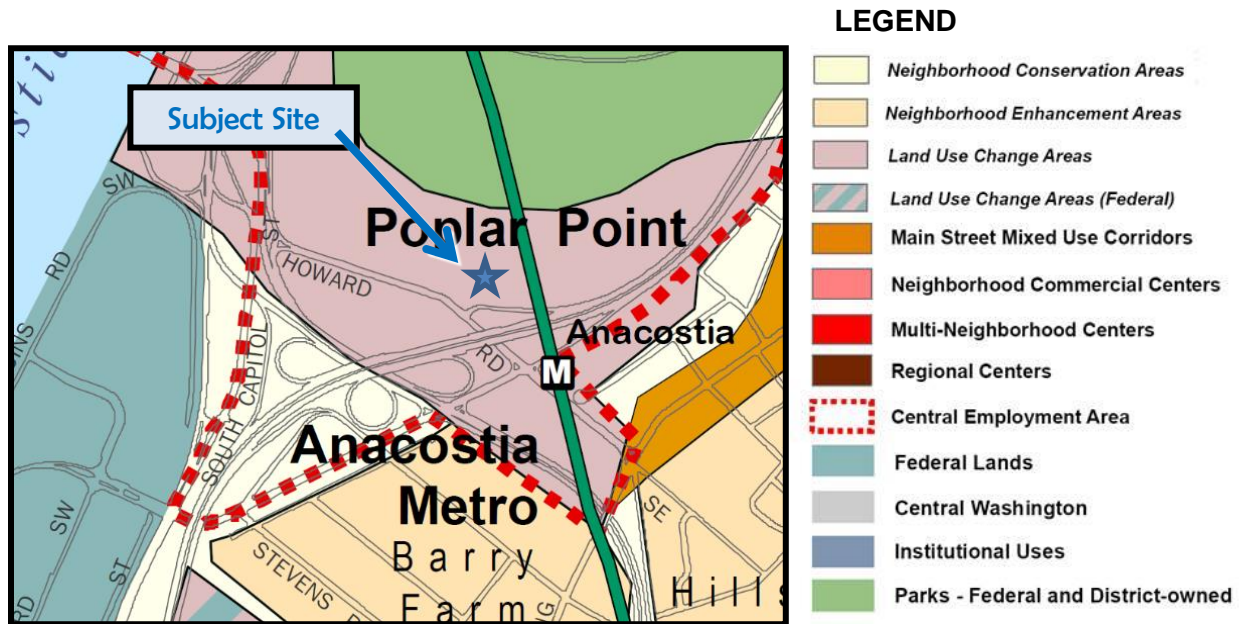 LEGEND
Neighborhood Conservation Areas
Neighborhood Enhancement Areas
Land Use Change Areas
Land Use Change Areas (Federal)
Main Street Mixed Use Corridors
Neighborhood Commercial Centers
Multi-Neighborhood Centers
Regional Centers
Central Employment Area
Federal Lands
Central Washington
Institutional Uses
Parks - Federal and District-owned
Subject Site
SW
Poplar Point
ST
HOWARD
RD
RD
Anacostia
M
SOUTH CAPITOL
Anacostia
Metro
SW
SE
ST
STEVENS
Barry
Farm
Hills
RD